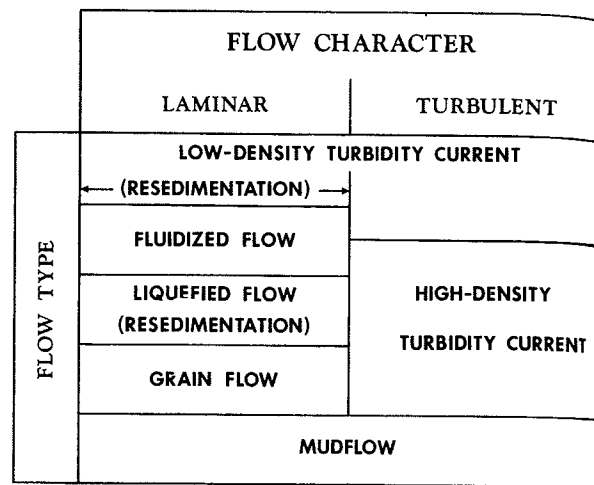 FLOW CHARACTER
LAMINAR
TURBULENT
FLOW TYPE
LOW-DENSITY TURBIDITY CURRENT
(RESEDIMENTATION)
FLUIDIZED FLOW
LIQUEFIED FLOW
(RESEDIMENTATION)
GRAIN FLOW
HIGH-DENSITY
TURBIDITY CURRENT
MUDFLOW